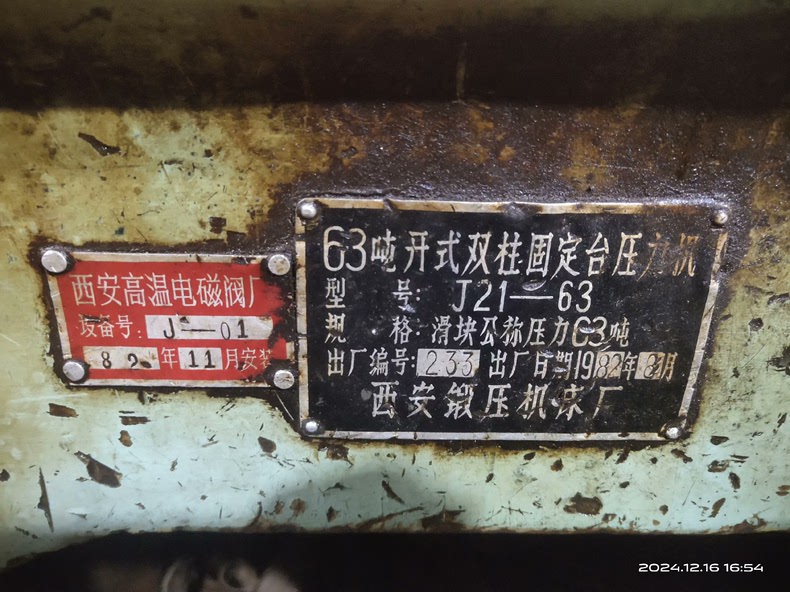 西安高温电磁阀厂
设备号: J—01
82年11月安装
63吨开式双柱固定台压力机
型 号: J21—63
规 格: 滑块公称压力63吨
出厂编号: 233 出厂日期1982年8月
西安锻压机床厂
2024.12.16 16:54